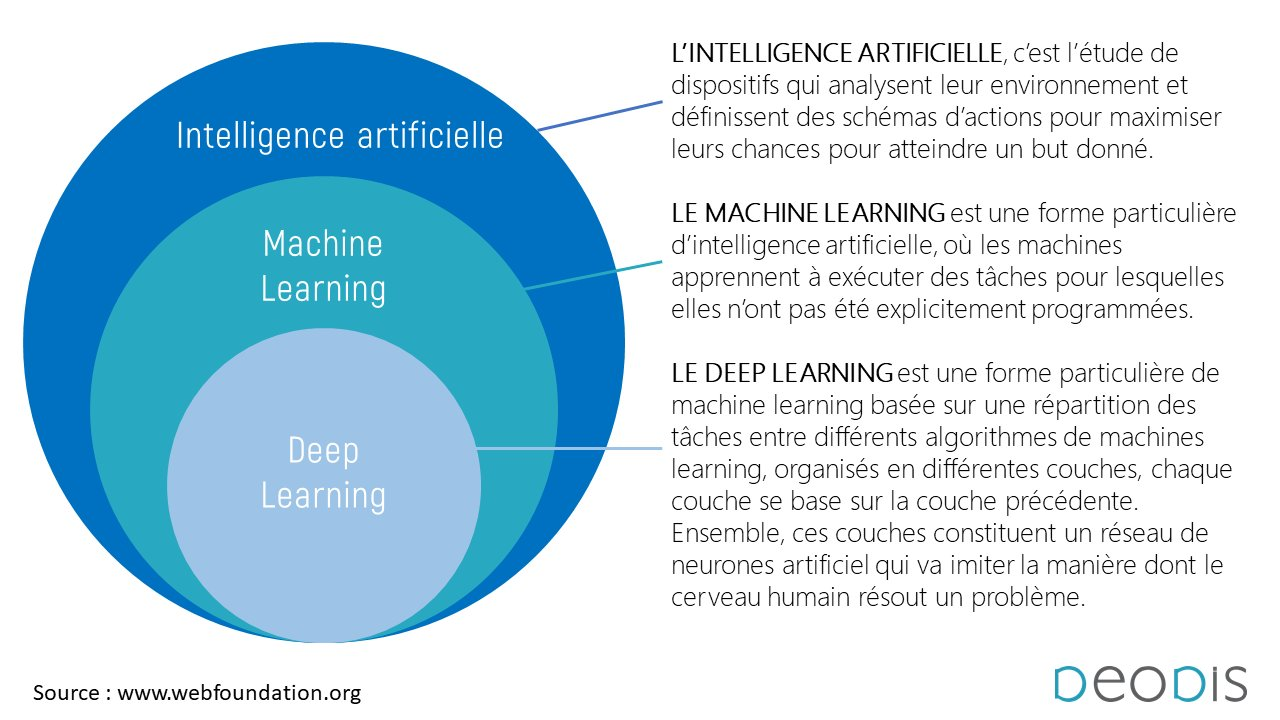 Intelligence artificielle
Machine
Learning
Deep
Learning
L’INTELLIGENCE ARTIFICIELLE, c’est l’étude de
dispositifs qui analysent leur environnement et
définissent des schémas d’actions pour maximiser
leurs chances pour atteindre un but donné.
LE MACHINE LEARNING est une forme particulière
d’intelligence artificielle, où les machines
apprennent à exécuter des tâches pour lesquelles
elles n’ont pas été explicitement programmées.
LE DEEP LEARNING est une forme particulière de
machine learning basée sur une répartition des
tâches entre différents algorithmes de machines
learning, organisés en différentes couches, chaque
couche se base sur la couche précédente.
Ensemble, ces couches constituent un réseau de
neurones artificiel qui va imiter la manière dont le
cerveau humain résout un problème.
Source : www.webfoundation.org
DEODIS